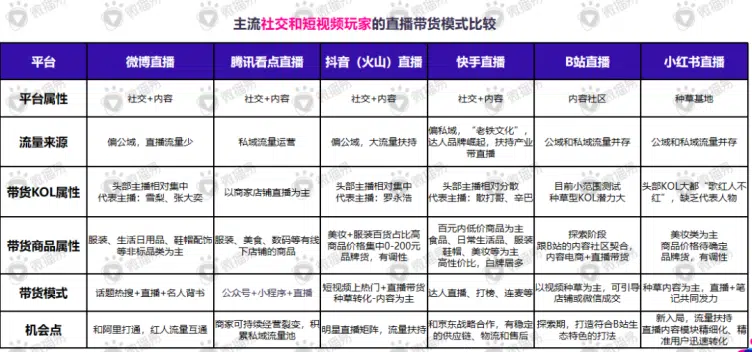 主流社交和短视频玩家的直播带货模式比较
平台 微博直播 腾讯看点直播 抖音（火山）直播 快手直播 B站直播 小红书直播
平台属性 社交+内容 社交+内容 社交+内容 社交+内容 内容社区 种草基地
流量来源
偏公域，直播流量少
私域流量运营
偏公域，大流量扶持
偏私域，“老铁文化”，
达人品牌崛起，扶持产业
带直播
公域和私域流量并存
公域和私域流量并存
带货KOL属性
头部主播相对集中
代表主播：雪梨、张大奕
以商家店铺直播为主
头部主播相对集中
代表主播：罗永浩
头部主播相对分散
代表主播：散打哥、辛巴
目前小范围测试
种草型KOL潜力大
头部KOL大都“歌红人不
红”，缺乏代表人物
带货商品属性
服装、生活日用品、鞋帽配饰
等非标品类为主
服装、美食、数码等有线
下店铺的商品
美妆+服装百货占比高
商品价格集中0-200元
品牌货，有调性
百元内低价商品为主
食品、日常生活品、服装
鞋帽、美妆等为主
高性价比，白牌居多
探索阶段
跟B站的内容社区契合，
内容电商+直播带货
美妆类为主
商品价格待确定
品牌货，有调性
带货模式
话题热搜+直播+名人背书
公众号+小程序+直播
短视频上热门+直播带货
种草转化-内容为主
达人直播、打榜、连麦等
以视频种草为主，可引导
店铺或微信成交
种草内容为主，直播+笔
记共同发力
机会点
和阿里打通，红人流量互通
商家可持续经营裂变，积
累私域流量池
明星直播矩阵，流量扶持
和京东战略合作，有稳定
的供应链、物流和售后
探索期，打造符合B站生
态特色的打法
新入局，流量扶持
直播内容模块精细化、精
准用户迅速转化